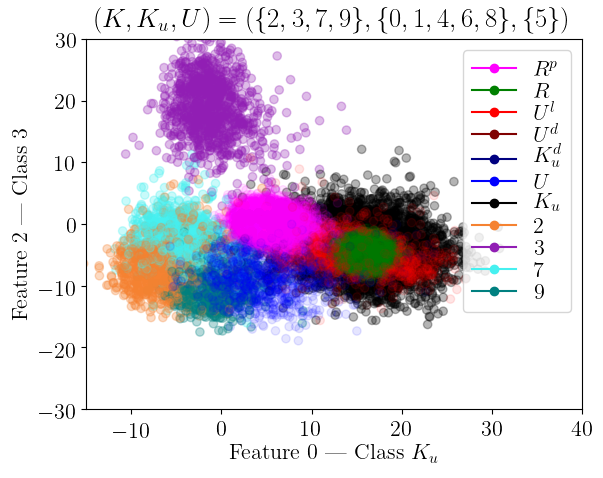 (K, K_u, U) = ({2, 3, 7, 9}, {0, 1, 4, 6, 8}, {5})
30
20
10
0
−10
−20
−30
Feature 2 — Class 3
R^p
R
U^l
U^d
K_u^d
U
K_u
2
3
7
9
−10
0
10
20
30
40
Feature 0 — Class K_u